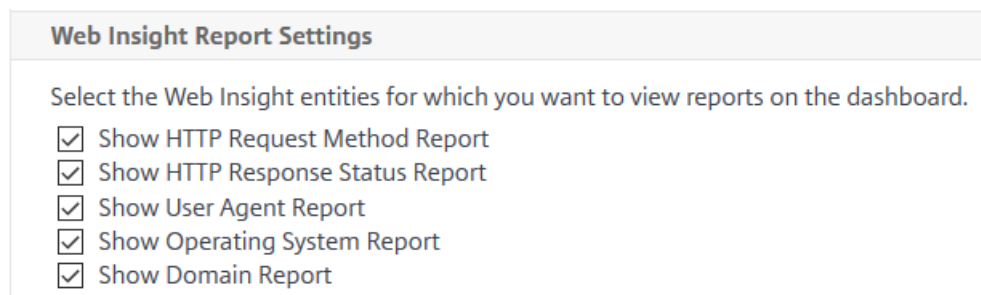 Web Insight Report Settings
Select the Web Insight entities for which you want to view reports on the dashboard.
Show HTTP Request Method Report
Show HTTP Response Status Report
Show User Agent Report
Show Operating System Report
Show Domain Report